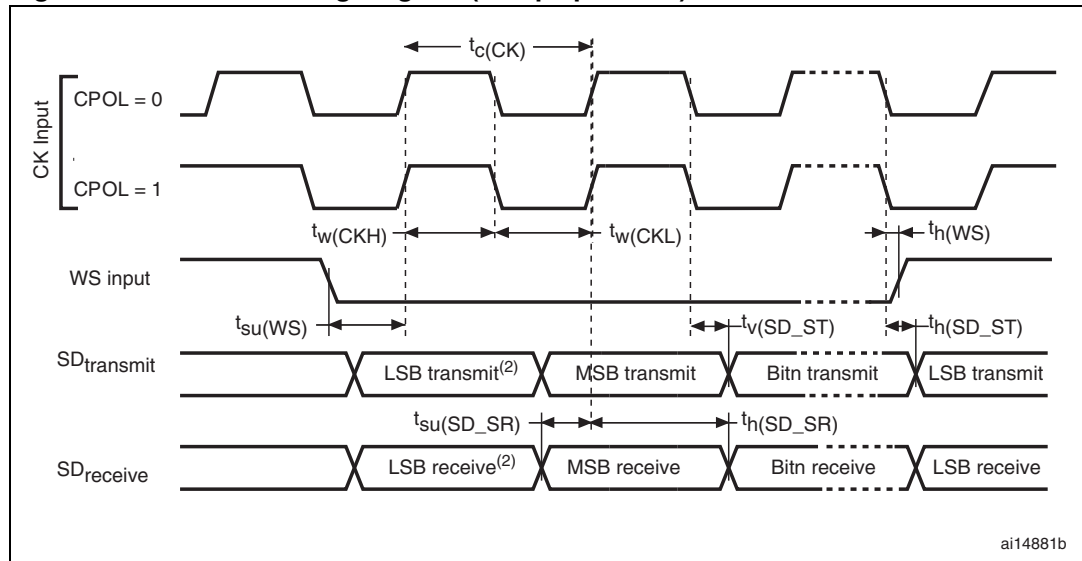 tc(CK)
CK Input
CPOL = 0
CPOL = 1
tw(CKH)
tw(CKL)
th(WS)
WS input
tsu(WS)
tv(SD_ST)
th(SD_ST)
SDtransmit
LSB transmit(2)
MSB transmit
Bitn transmit
LSB transmit
tsu(SD_SR)
th(SD_SR)
SDreceive
LSB receive(2)
MSB receive
Bitn receive
LSB receive
ai14881b